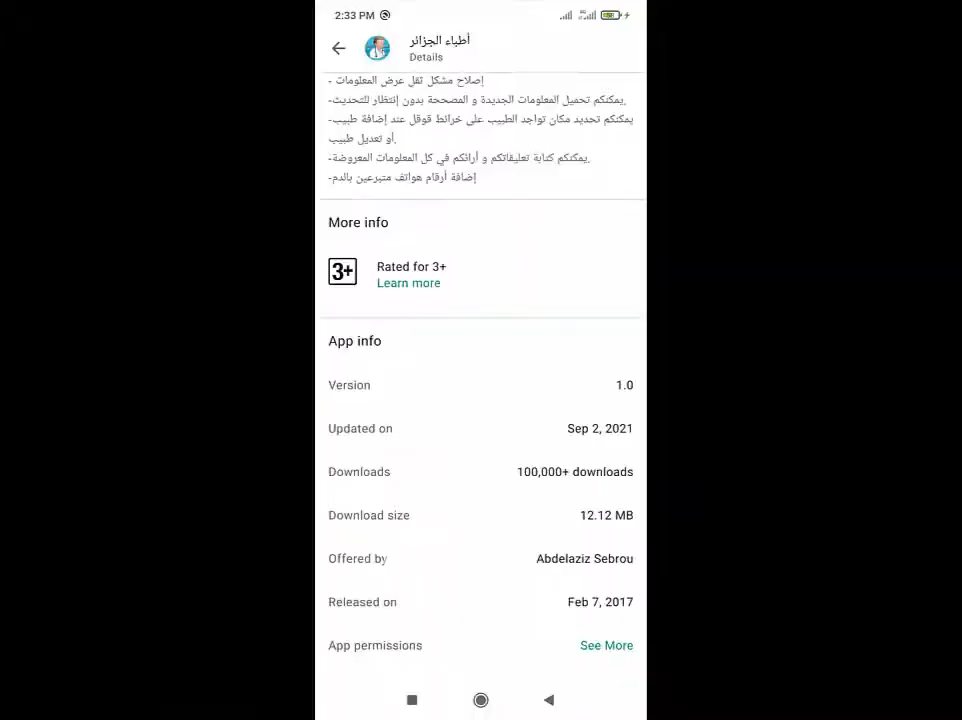 2:33 PM
أطباء الجزائر
Details
- إصلاح مشكل ثقل عرض المعلومات
-يمكنكم تحميل المعلومات الجديدة و المصححة بدون إنتظار للتحديث.
-يمكنكم تحديد مكان تواجد الطبيب على خرائط قوقل عند إضافة طبيب
أو تعديل طبيب.
-يمكنكم كتابة تعليقاتكم و أرائكم في كل المعلومات المعروضة.
-إضافة أرقام هواتف متبرعين بالدم
More info
3+ Rated for 3+
Learn more
App info
Version 1.0
Updated on Sep 2, 2021
Downloads 100,000+ downloads
Download size 12.12 MB
Offered by Abdelaziz Sebrou
Released on Feb 7, 2017
App permissions See More